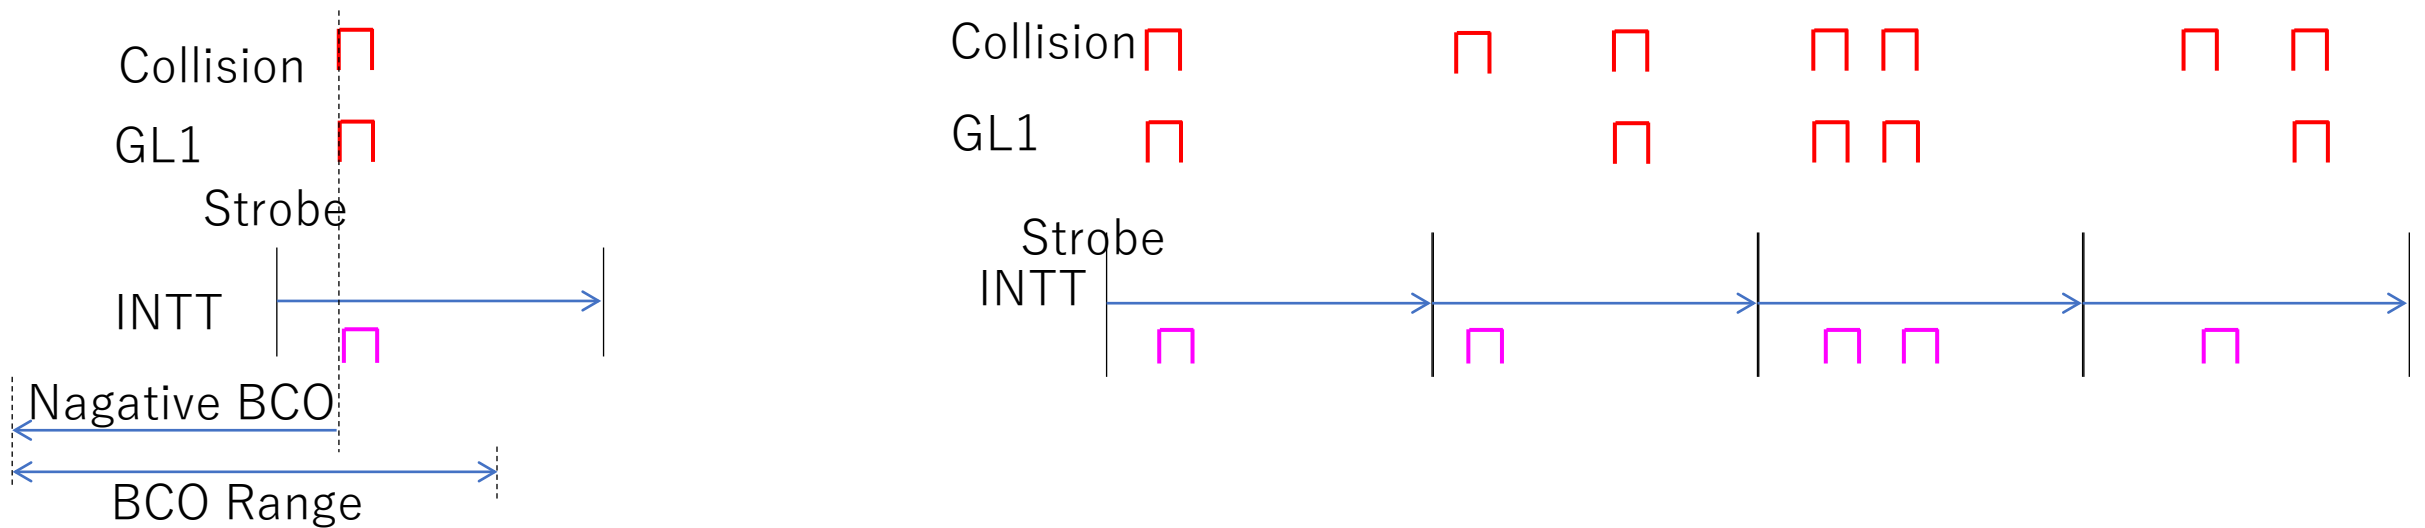 Collision
GL1
Strobe
INTT
Nagative BCO
BCO Range
Collision
GL1
Strobe
INTT